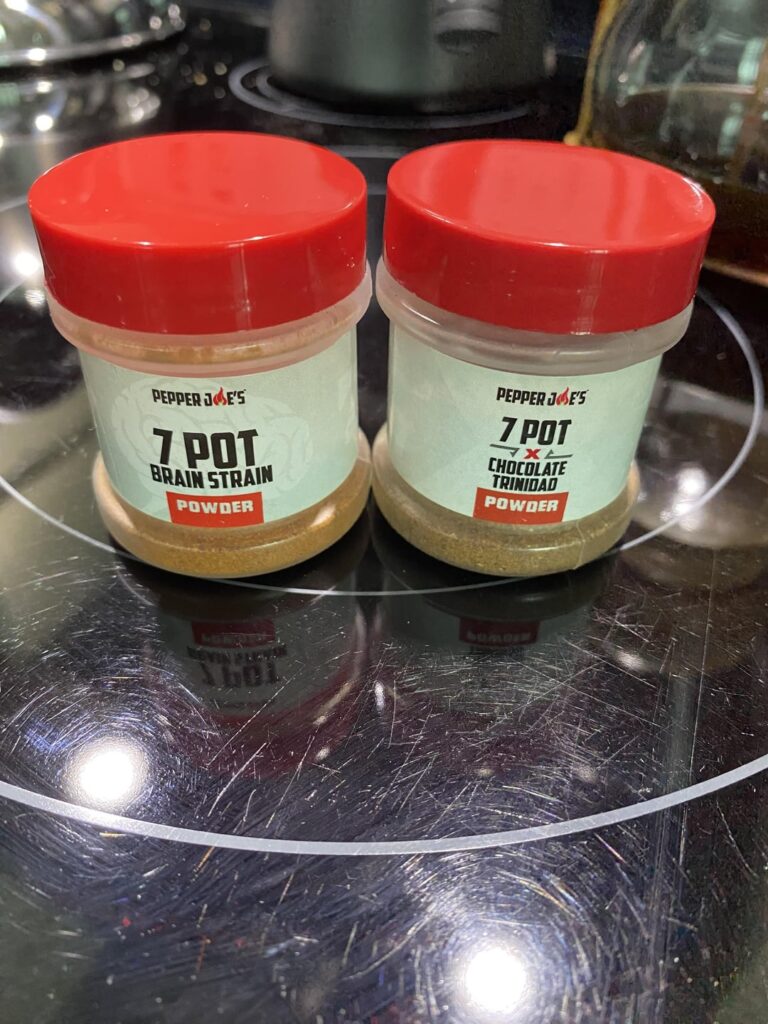 PEPPER JOE'S
7 POT
BRAIN STRAIN
POWDER
PEPPER JOE'S
7 POT
X
CHOCOLATE
TRINIDAD
POWDER